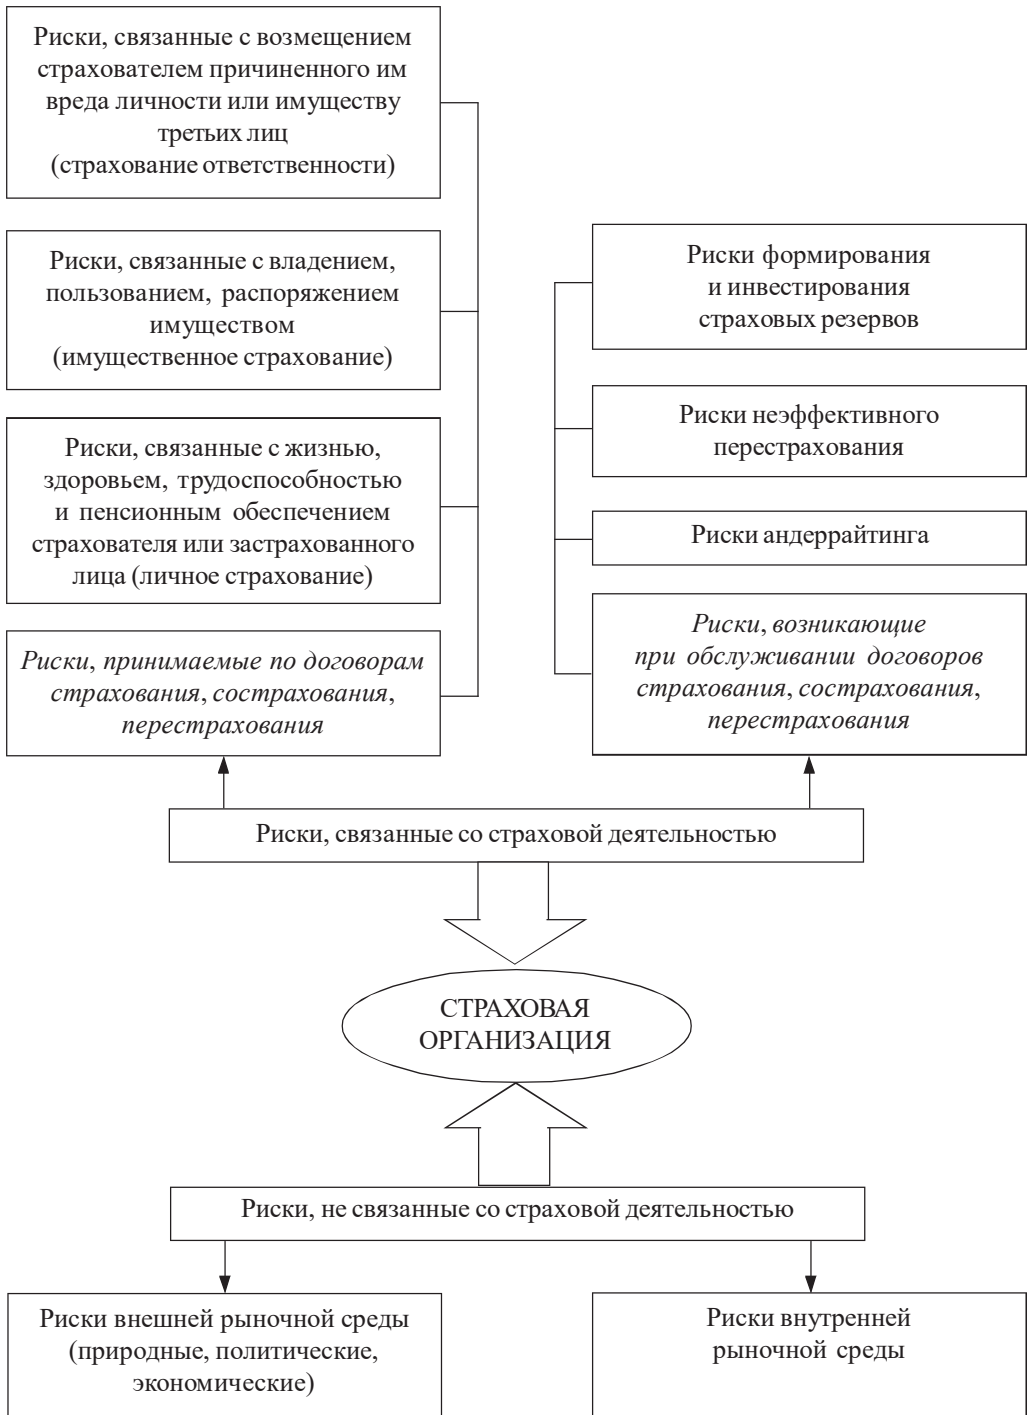 Риски, связанные с возмещением
страхователем причиненного им
вреда личности или имуществу
третьих лиц
(страхование ответственности)
Риски, связанные с владением,
пользованием, распоряжением
имуществом
(имущественное страхование)
Риски, связанные с жизнью,
здоровьем, трудоспособностью
и пенсионным обеспечением
страхователя или застрахованного
лица (личное страхование)
Риски, принимаемые по договорам
страхования, сострахования,
перестрахования
Риски формирования
и инвестирования
страховых резервов
Риски неэффективного
перестрахования
Риски андеррайтинга
Риски, возникающие
при обслуживании договоров
страхования, сострахования,
перестрахования
Риски, связанные со страховой деятельностью
СТРАХОВАЯ
ОРГАНИЗАЦИЯ
Риски, не связанные со страховой деятельностью
Риски внешней рыночной среды
(природные, политические,
экономические)
Риски внутренней
рыночной среды